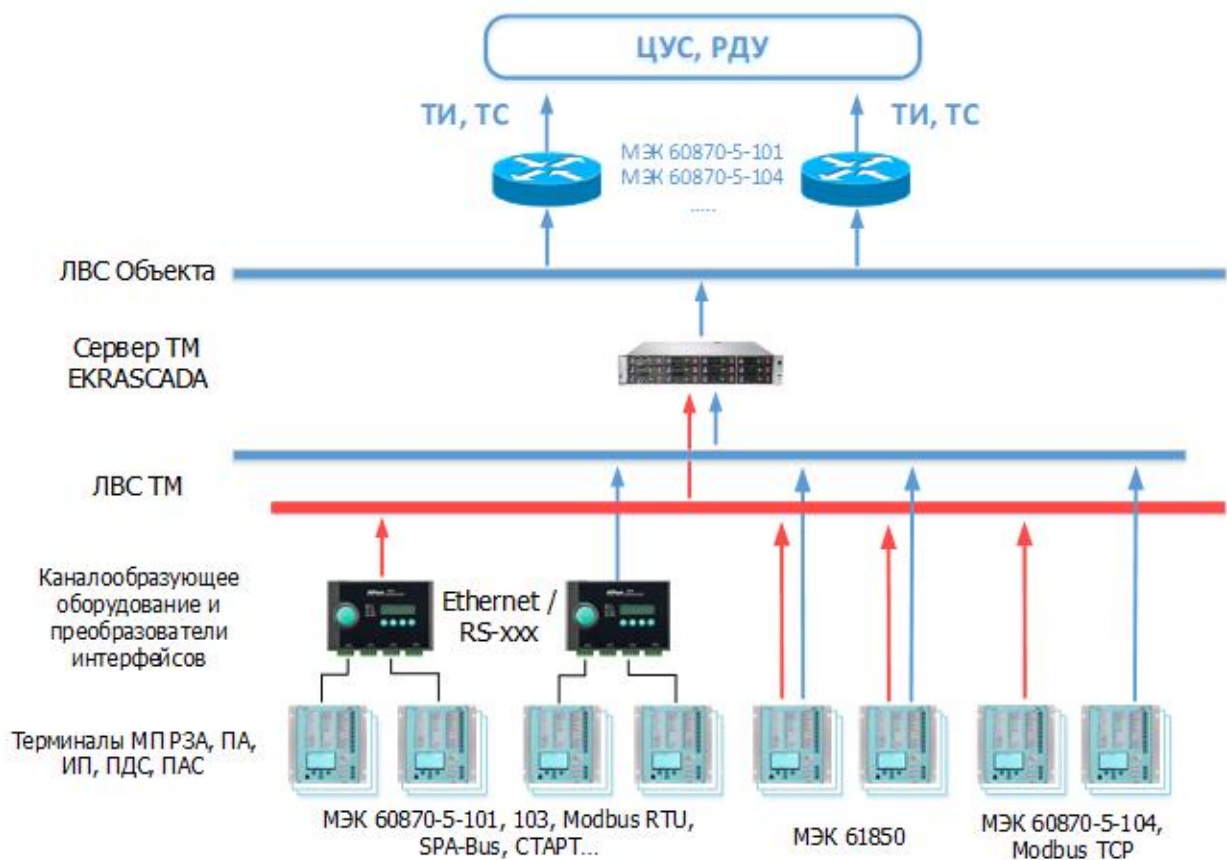 ЦУС, РДУ
ТИ, ТС
ТИ, ТС
МЭК 60870-5-101
МЭК 60870-5-104
.....
ЛВС Объекта
Сервер ТМ
EKRASCADA
ЛВС ТМ
Каналообразующее
оборудование и
преобразователи
интерфейсов
Ethernet /
RS-xxx
Терминалы МП РЗА, ПА,
ИП, ПДС, ПАС
МЭК 60870-5-101, 103, Modbus RTU,
SPA-Bus, СТАРТ...
МЭК 61850
МЭК 60870-5-104,
Modbus TCP